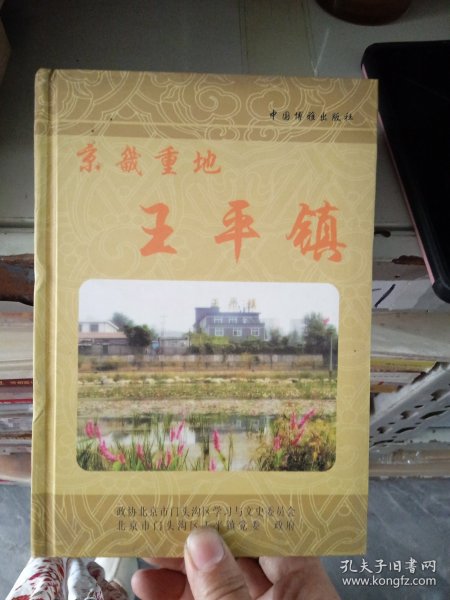 中国博雅出版社
京畿重地
王平镇
王平镇
政协北京市门头沟区学习与文史委员会
北京市门头沟区王平镇党委 政府
孔夫子旧书网
www.kongfz.com